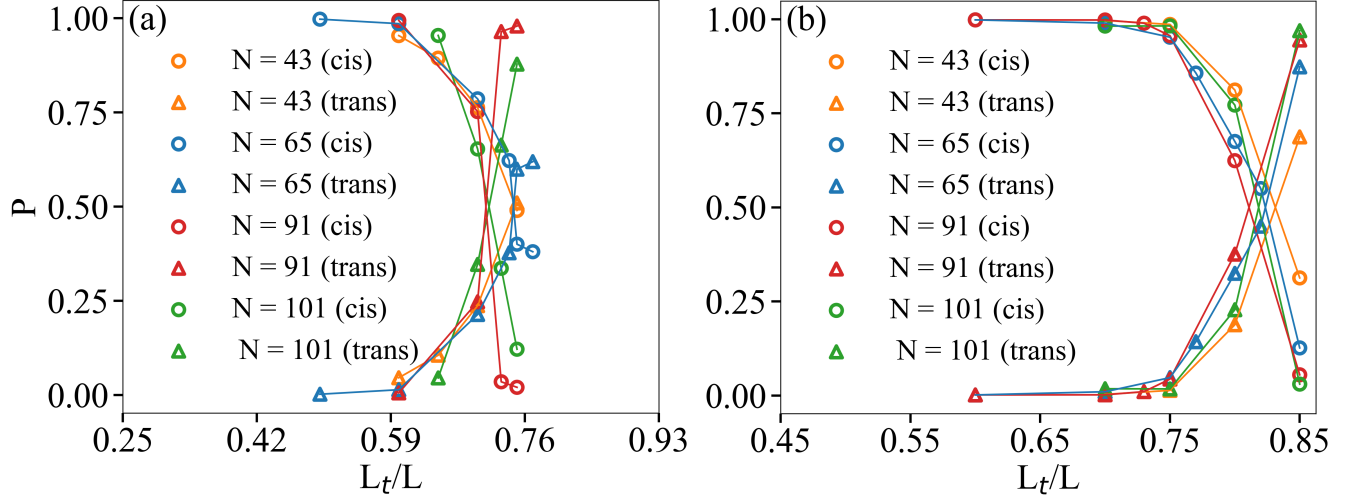 (a)
1.00
0.75
0.50
0.25
0.00
P
N = 43 (cis)
N = 43 (trans)
N = 65 (cis)
N = 65 (trans)
N = 91 (cis)
N = 91 (trans)
N = 101 (cis)
N = 101 (trans)
0.25 0.42 0.59 0.76 0.93
Lₜ/L
(b)
1.00
0.75
0.50
0.25
0.00
N = 43 (cis)
N = 43 (trans)
N = 65 (cis)
N = 65 (trans)
N = 91 (cis)
N = 91 (trans)
N = 101 (cis)
N = 101 (trans)
0.45 0.55 0.65 0.75 0.85
Lₜ/L